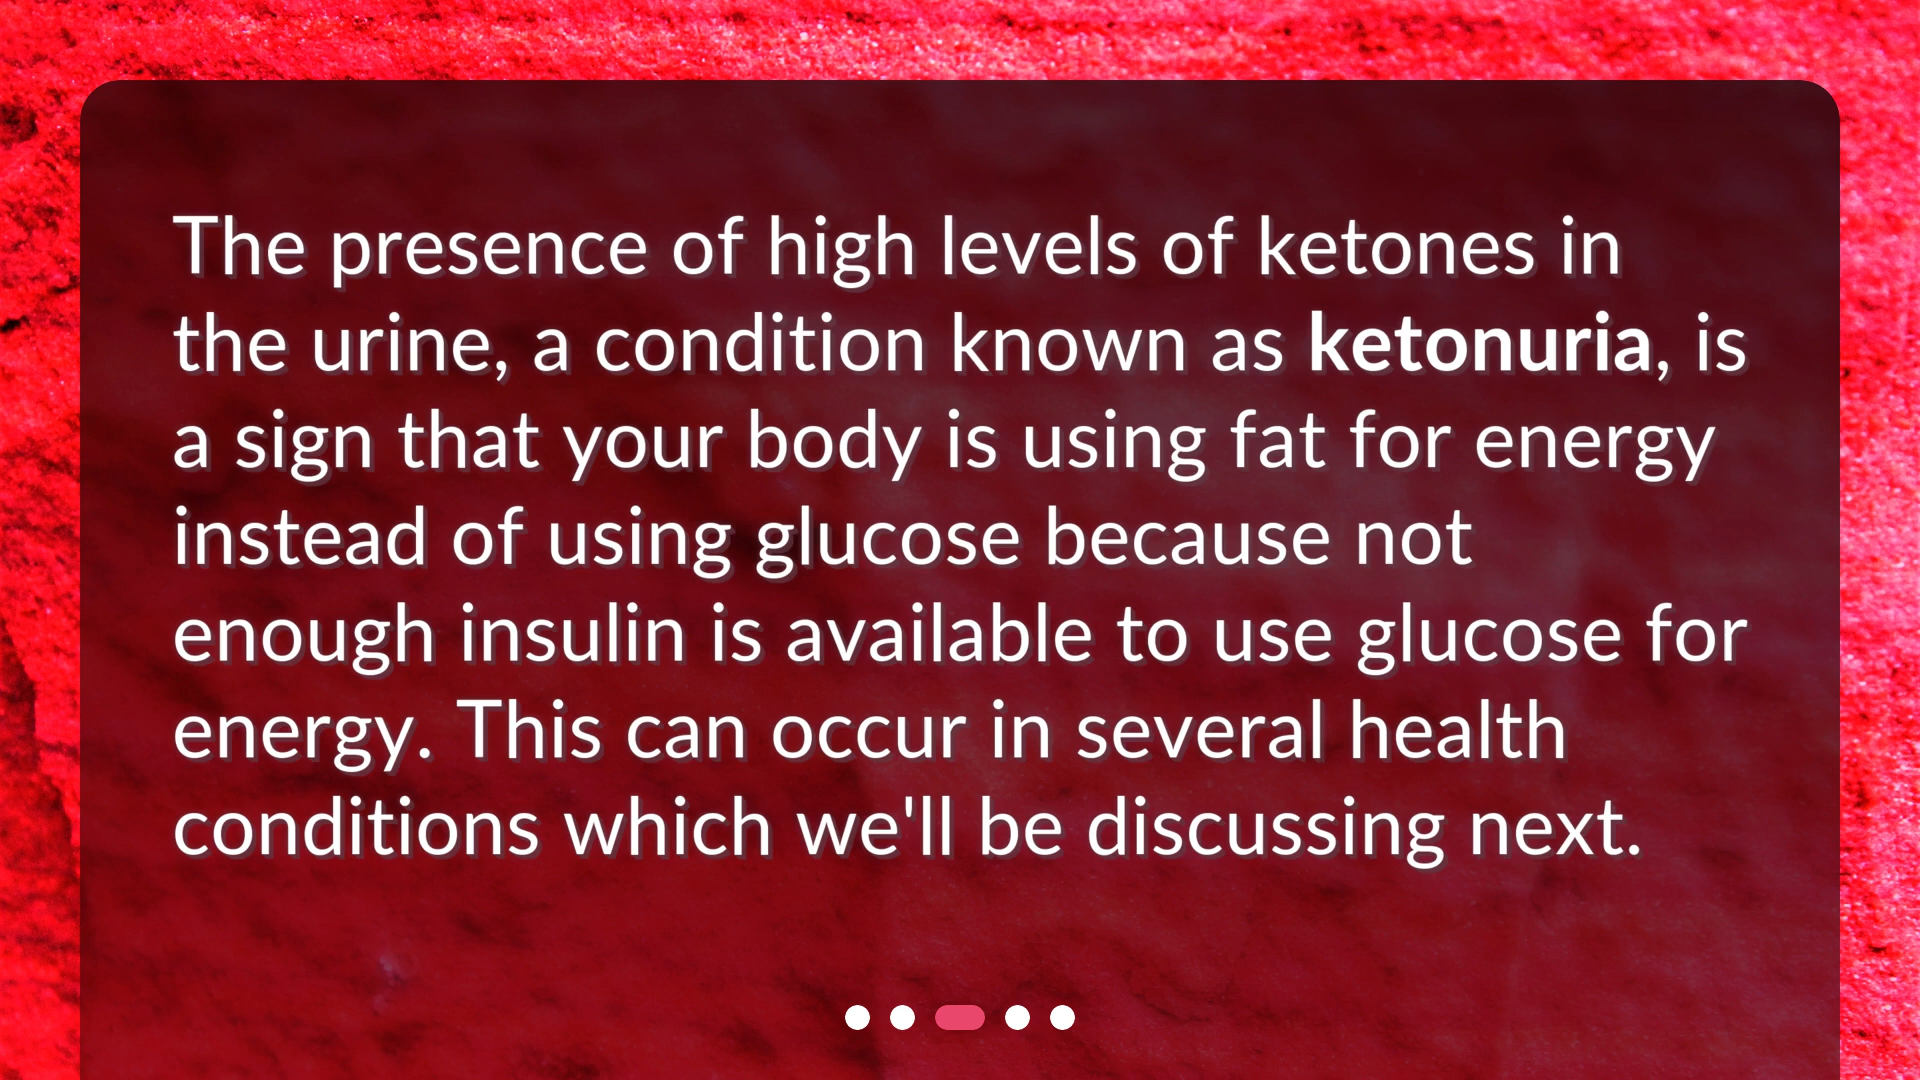 The presence of high levels of ketones in
the urine, a condition known as ketonuria, is
a sign that your body is using fat for energy
instead of using glucose because not
enough insulin is available to use glucose for
energy. This can occur in several health
conditions which we'll be discussing next.